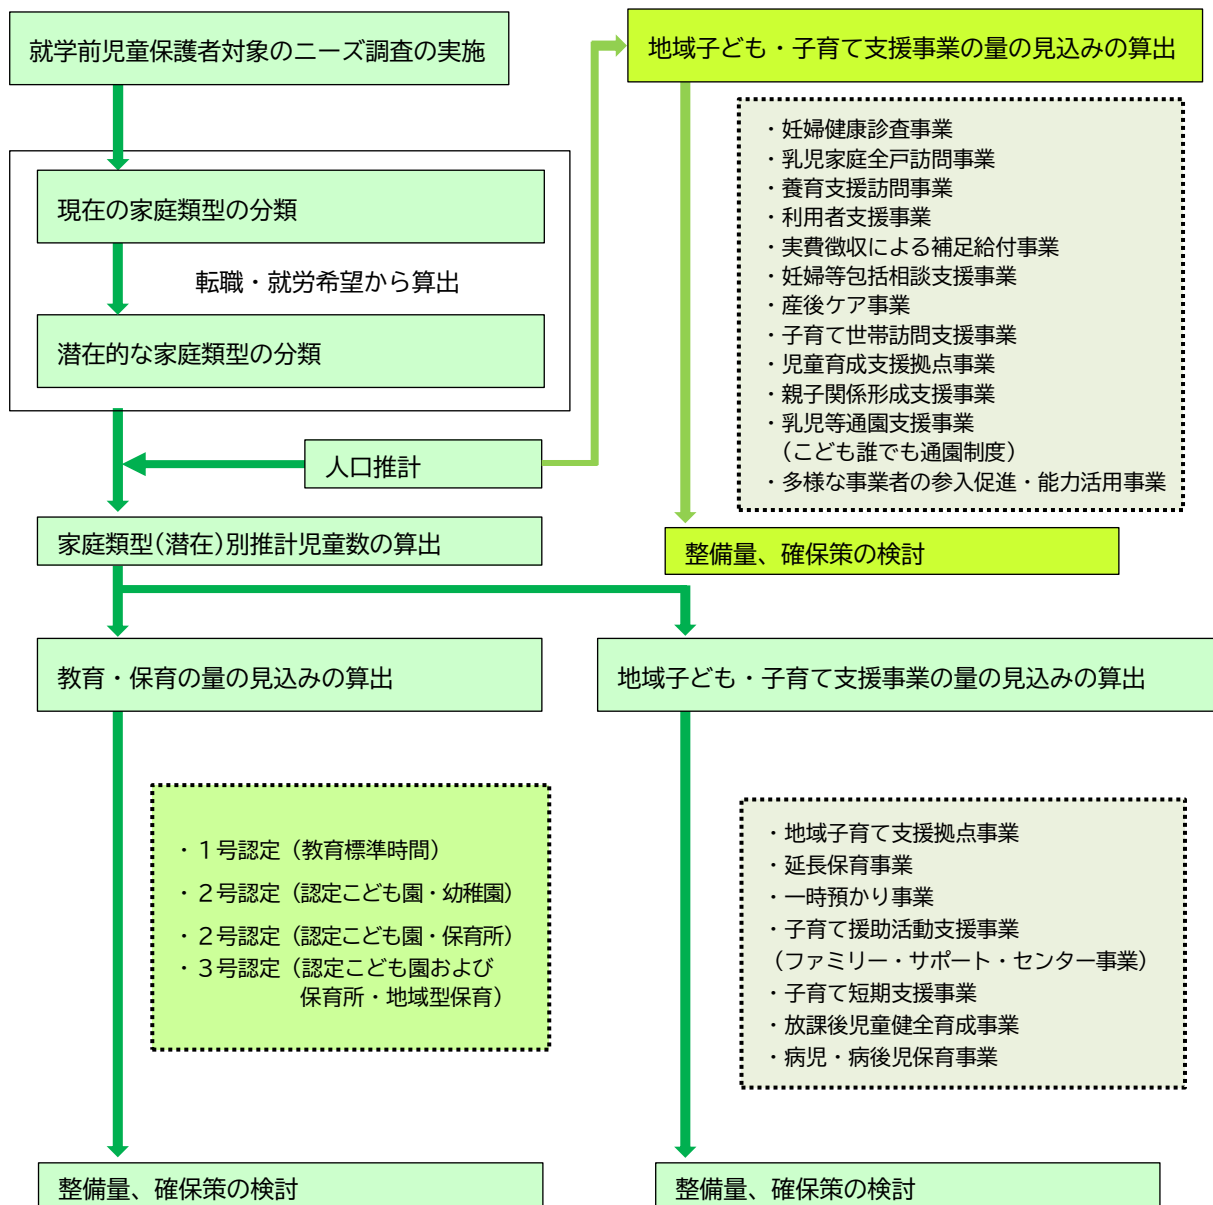 就学前児童保護者対象のニーズ調査の実施
現在の家庭類型の分類
転職・就労希望から算出
潜在的な家庭類型の分類
人口推計
家庭類型(潜在)別推計児童数の算出
地域子ども・子育て支援事業の量の見込みの算出
・妊婦健康診査事業
・乳児家庭全戸訪問事業
・養育支援訪問事業
・利用者支援事業
・実費徴収による補足給付事業
・妊婦等包括相談支援事業
・産後ケア事業
・子育て世帯訪問支援事業
・児童育成支援拠点事業
・親子関係形成支援事業
・乳児等通園支援事業
（こども誰でも通園制度）
・多様な事業者の参入促進・能力活用事業
整備量、確保策の検討
教育・保育の量の見込みの算出
・１号認定（教育標準時間）
・２号認定（認定こども園・幼稚園）
・２号認定（認定こども園・保育所）
・３号認定（認定こども園および
保育所・地域型保育）
整備量、確保策の検討
地域子ども・子育て支援事業の量の見込みの算出
・地域子育て支援拠点事業
・延長保育事業
・一時預かり事業
・子育て援助活動支援事業
（ファミリー・サポート・センター事業）
・子育て短期支援事業
・放課後児童健全育成事業
・病児・病後児保育事業
整備量、確保策の検討